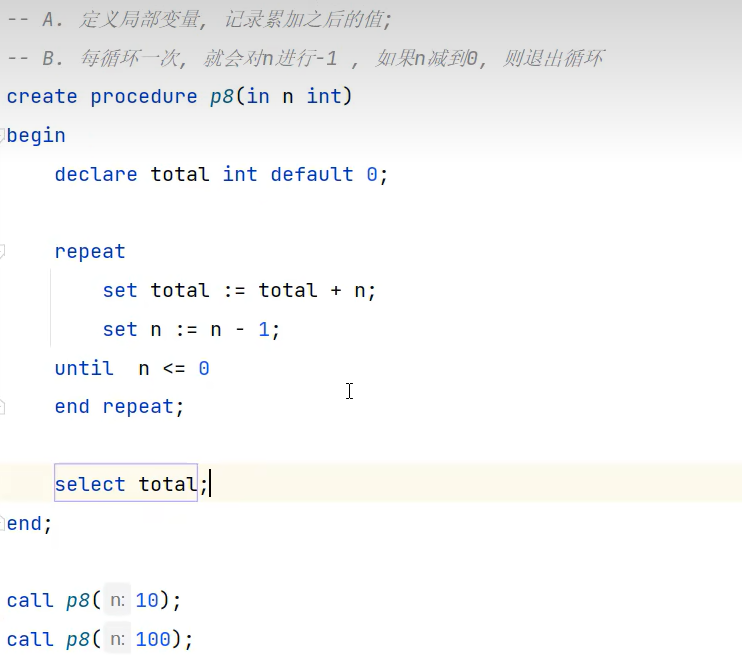 -- A. 定义局部变量, 记录累加之后的值;
-- B. 每循环一次, 就会对n进行-1 , 如果n减到0, 则退出循环
create procedure p8(in n int)
begin
    declare total int default 0;
    repeat
        set total := total + n;
        set n := n - 1;
    until  n <= 0
    end repeat;
    select total;
end;
call p8( n: 10);
call p8( n: 100);